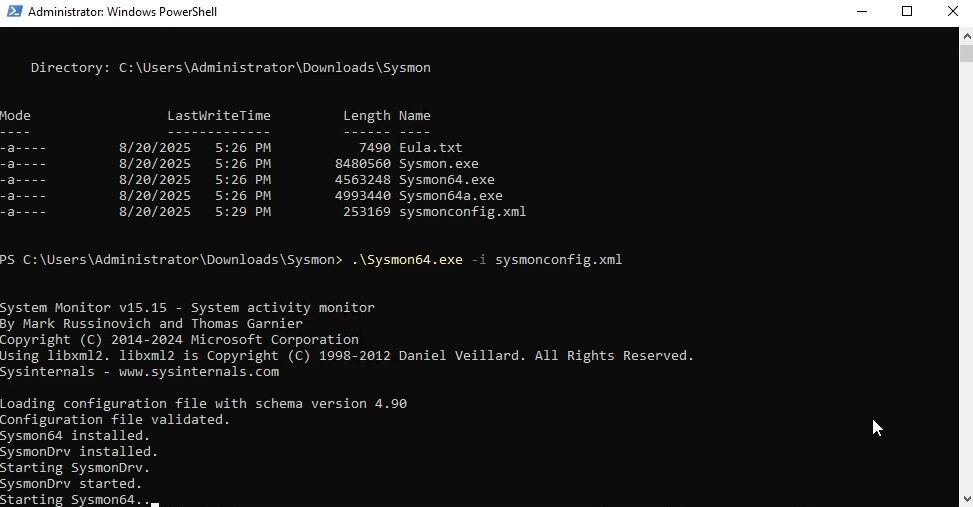 Administrator: Windows PowerShell
Directory: C:\Users\Administrator\Downloads\Sysmon
Mode LastWriteTime Length Name
---- ------------- ------ ----
-a---- 8/20/2025 5:26 PM 7490 Eula.txt
-a---- 8/20/2025 5:26 PM 8480560 Sysmon.exe
-a---- 8/20/2025 5:26 PM 4563248 Sysmon64.exe
-a---- 8/20/2025 5:26 PM 4993440 Sysmon64a.exe
-a---- 8/20/2025 5:29 PM 253169 sysmonconfig.xml
PS C:\Users\Administrator\Downloads\Sysmon> .\Sysmon64.exe -i sysmonconfig.xml
System Monitor v15.15 - System activity monitor
By Mark Russinovich and Thomas Garnier
Copyright (C) 2014-2024 Microsoft Corporation
Using libxml2. libxml2 is Copyright (C) 1998-2012 Daniel Veillard. All Rights Reserved.
Sysinternals - www.sysinternals.com
Loading configuration file with schema version 4.90
Configuration file validated.
Sysmon64 installed.
SysmonDrv installed.
Starting SysmonDrv.
SysmonDrv started.
Starting Sysmon64..